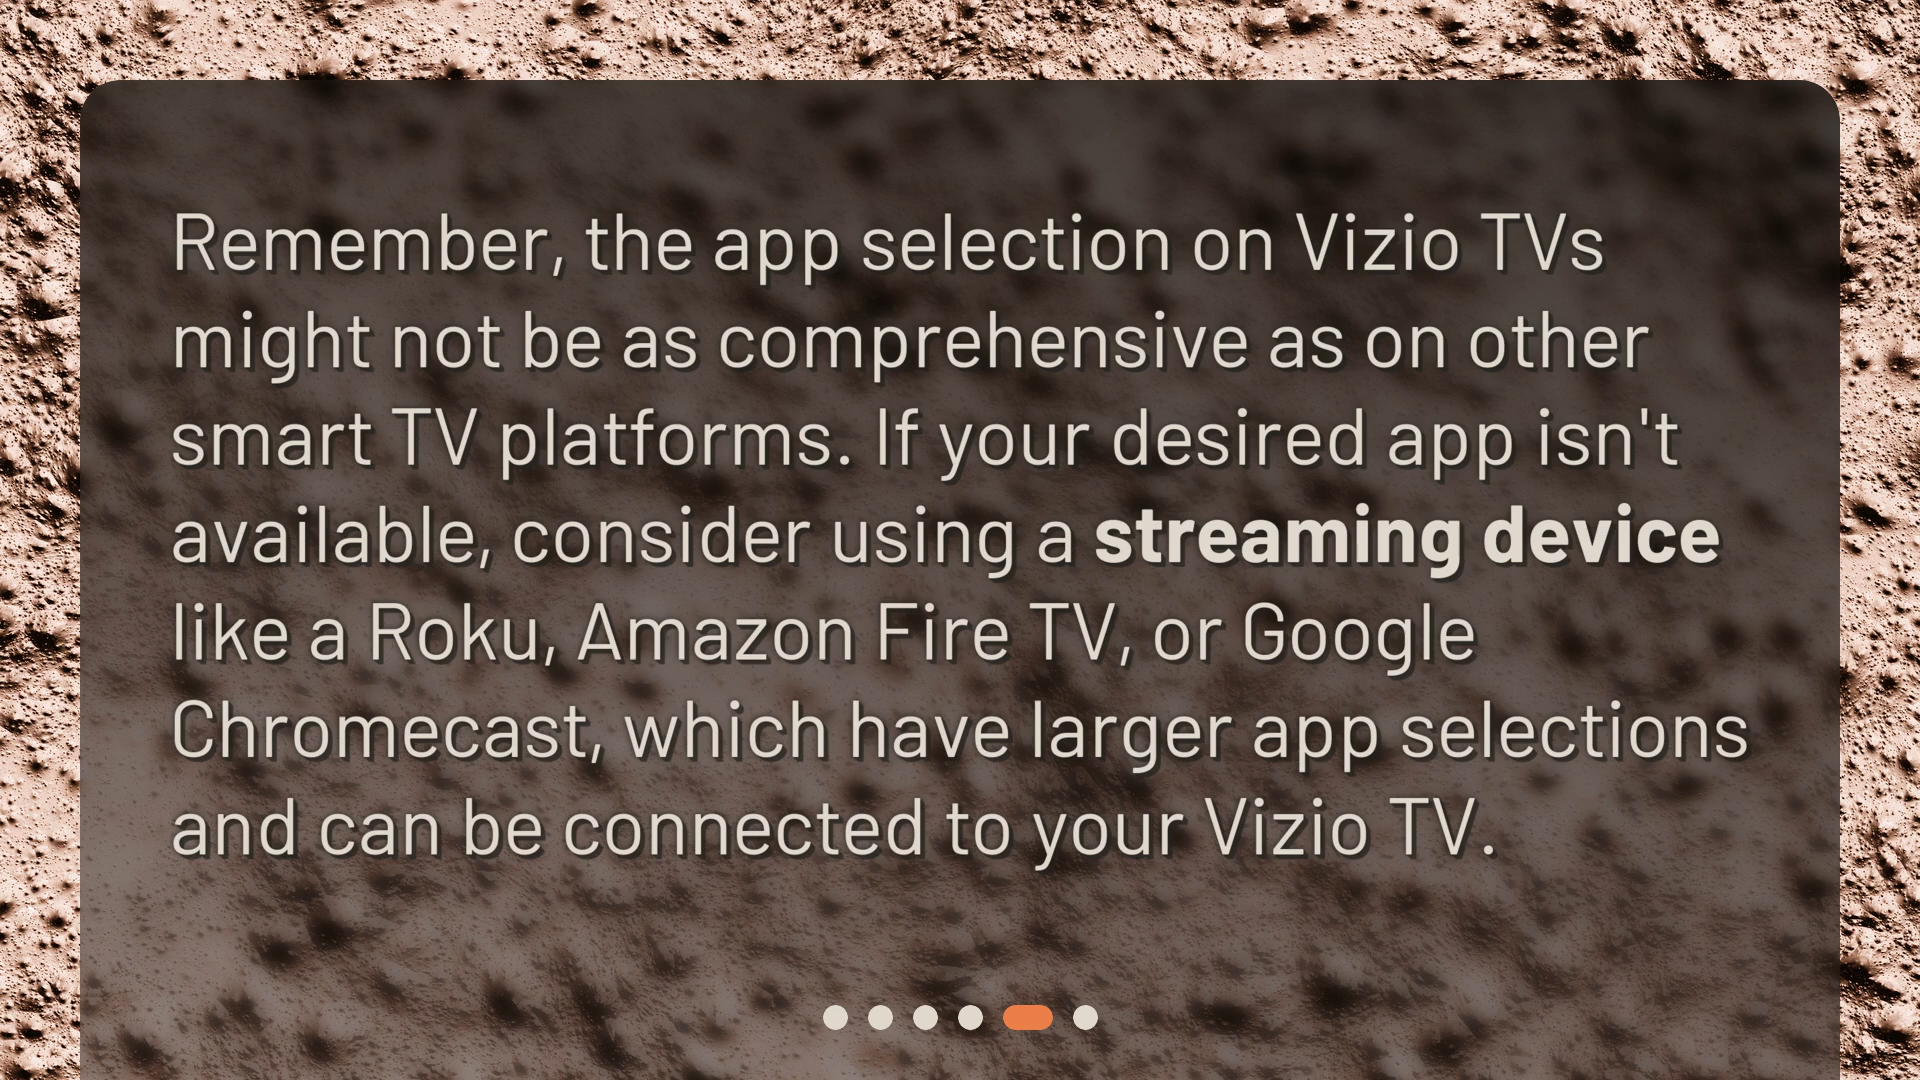 Remember, the app selection on Vizio TVs
might not be as comprehensive as on other
smart TV platforms. If your desired app isn't
available, consider using a streaming device
like a Roku, Amazon Fire TV, or Google
Chromecast, which have larger app selections
and can be connected to your Vizio TV.